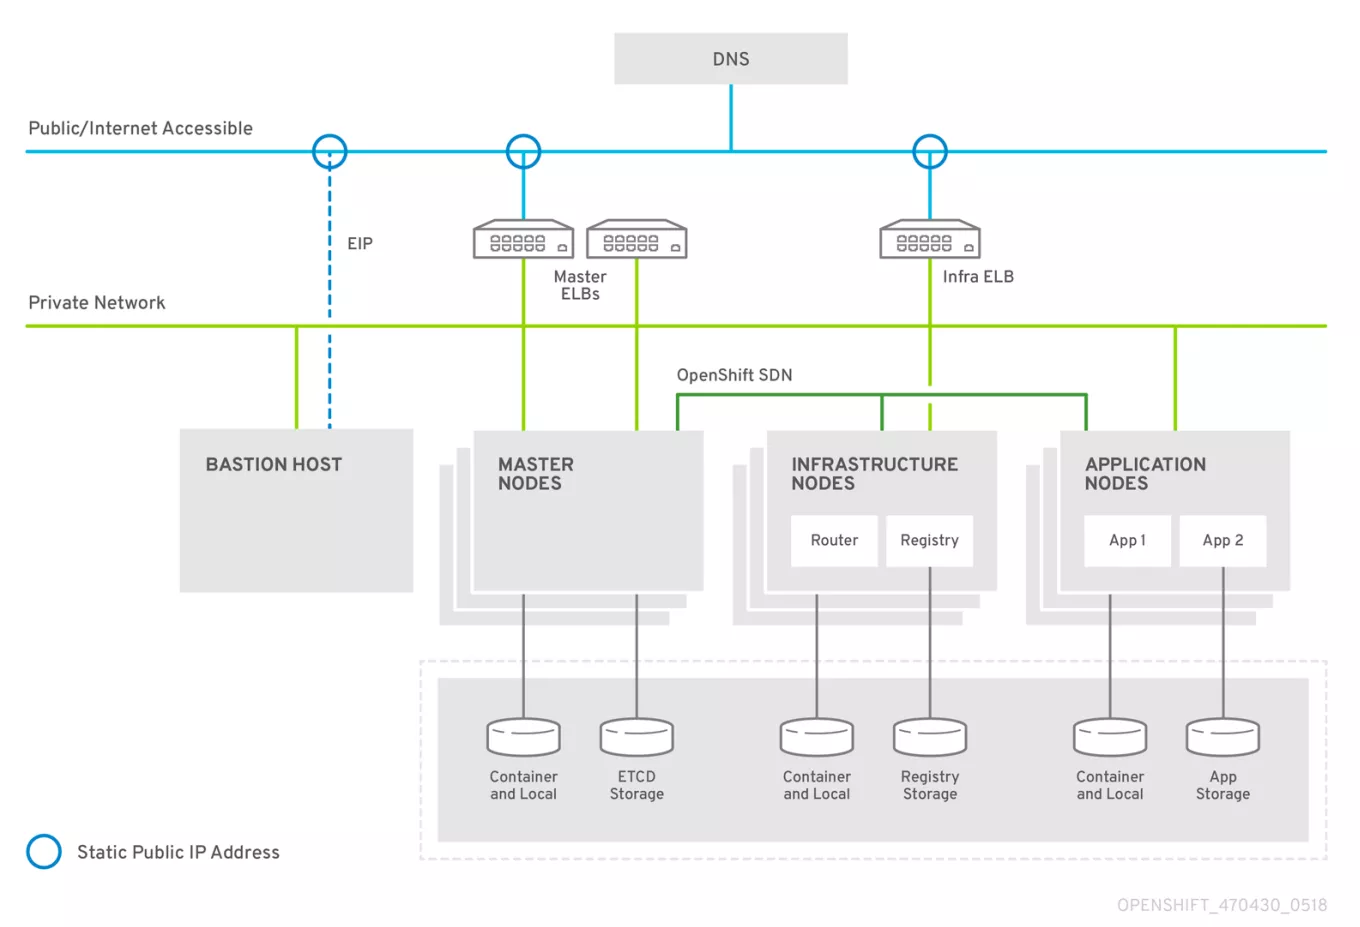 DNS
Public/Internet Accessible
EIP
Master
ELBs
Infra ELB
Private Network
OpenShift SDN
BASTION HOST
MASTER
NODES
INFRASTRUCTURE
NODES
Router
Registry
APPLICATION
NODES
App 1
App 2
Container
and Local
ETCD
Storage
Container
and Local
Registry
Storage
Container
and Local
App
Storage
Static Public IP Address
OPENSHIFT_470430_0518